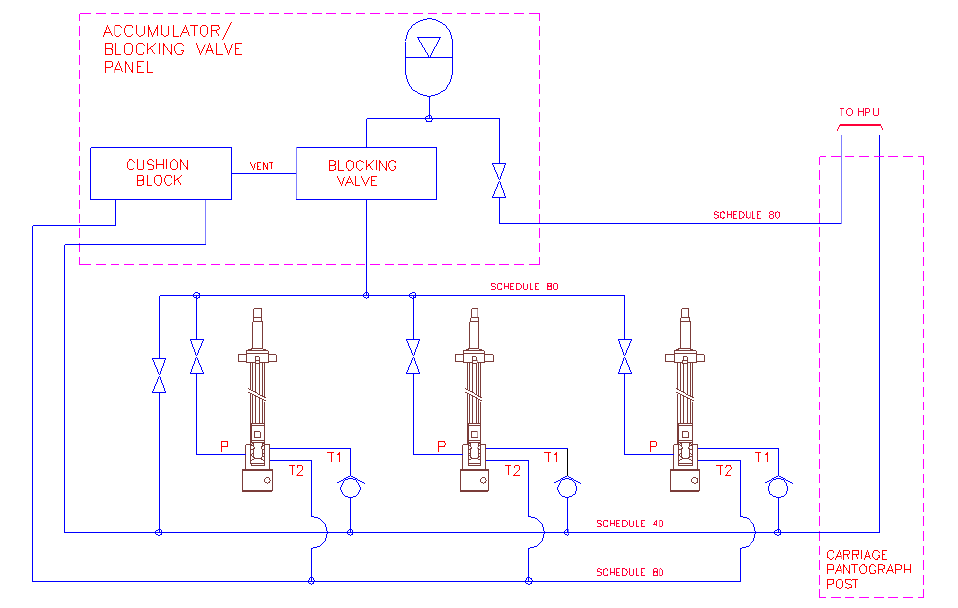 ACCUMULATOR/
BLOCKING VALVE
PANEL
TO HPU
CUSHION
BLOCK
VENT
BLOCKING
VALVE
SCHEDULE 80
SCHEDULE 80
P
T1
T2
P
T1
T2
P
T1
T2
SCHEDULE 40
SCHEDULE 80
CARRIAGE
PANTOGRAPH
POST